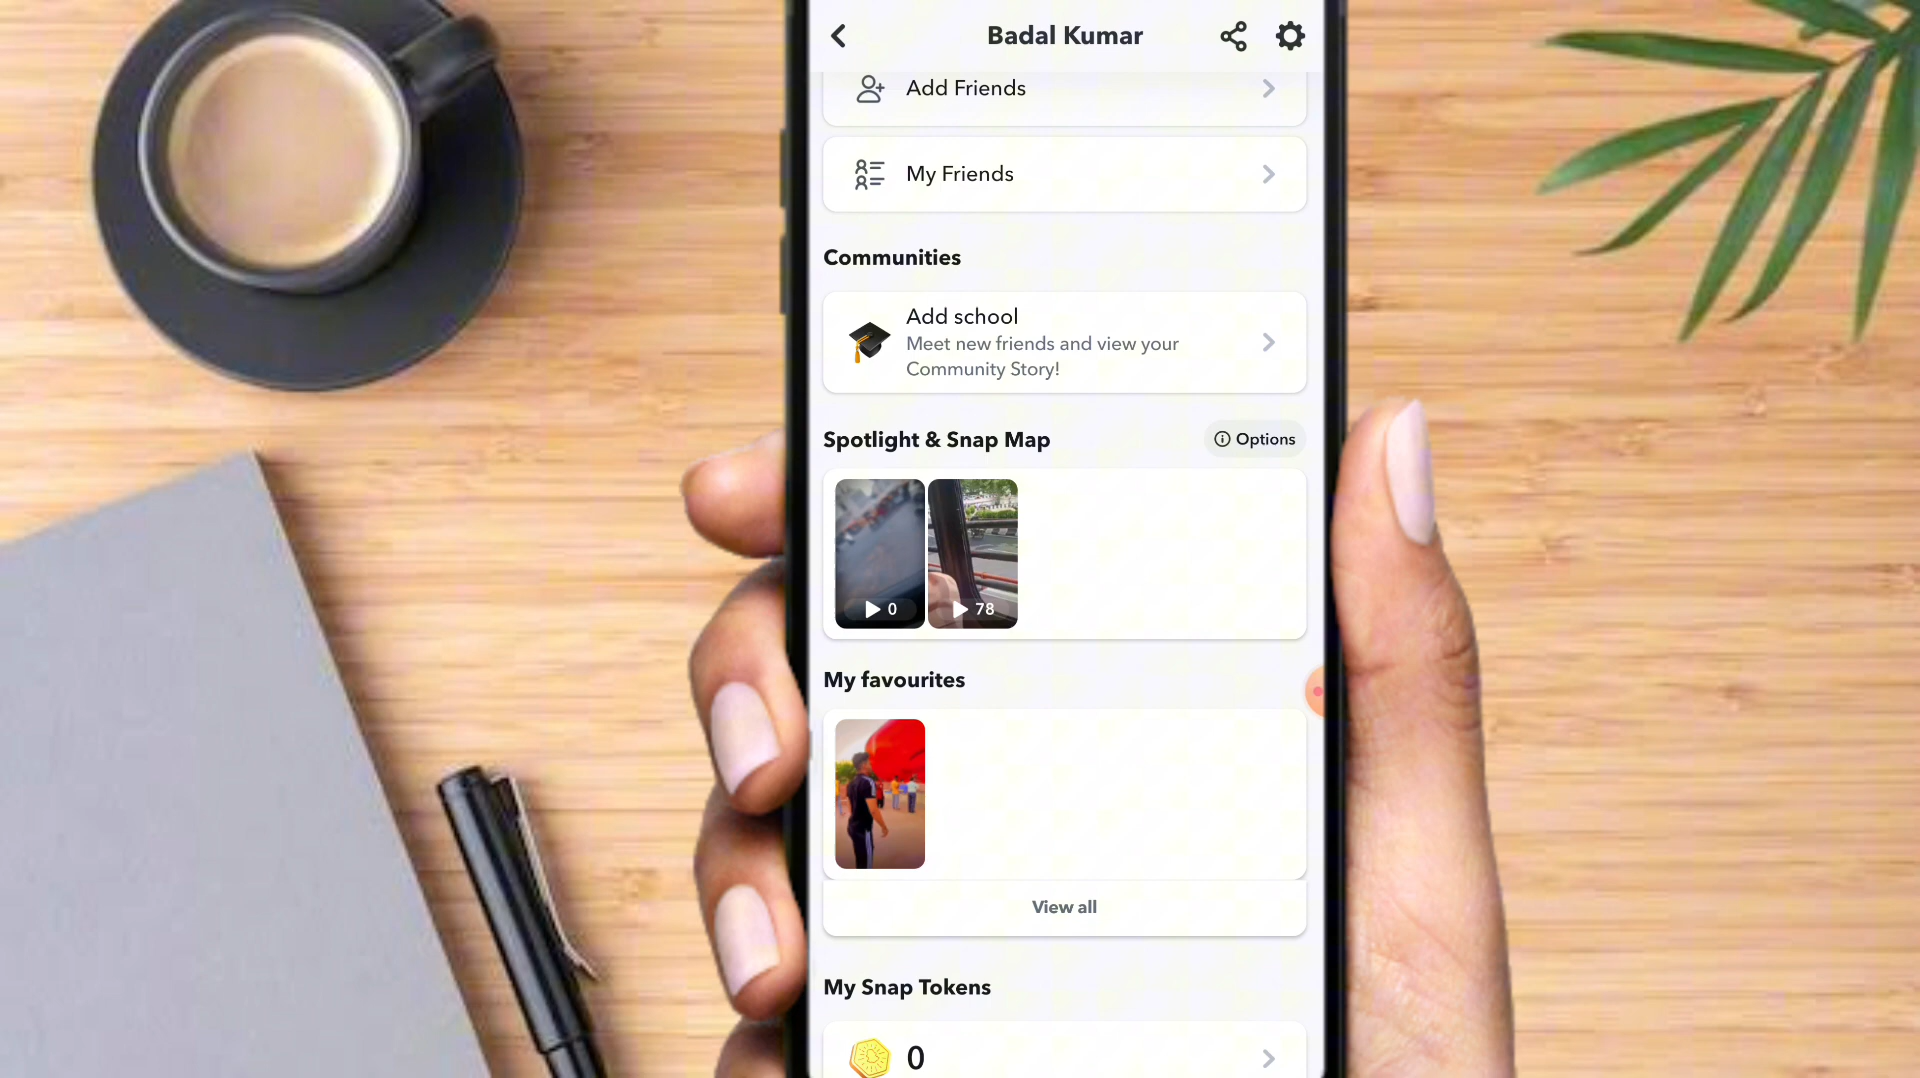 Badal Kumar
Add Friends
My Friends
Communities
Add school
Meet new friends and view your
Community Story!
Spotlight & Snap Map
Options
0
78
My favourites
View all
My Snap Tokens
0